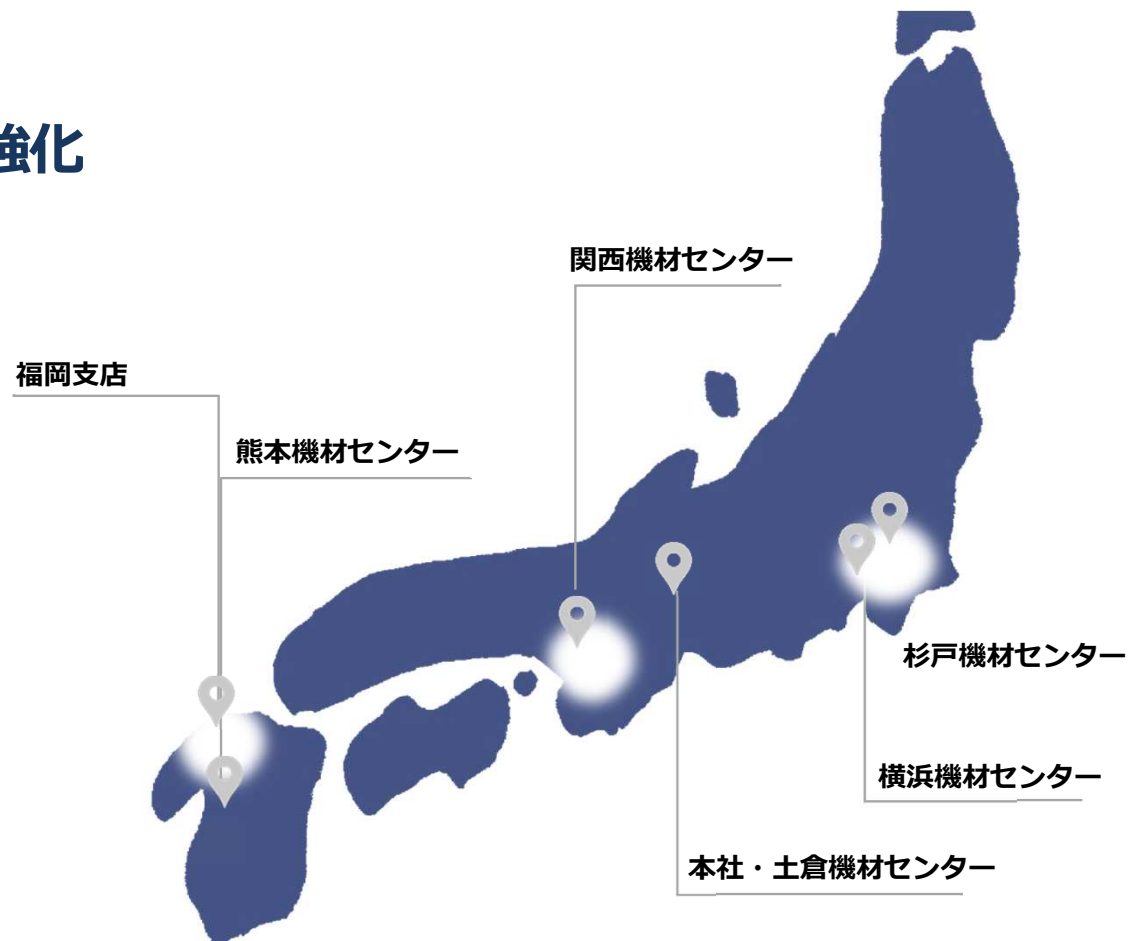 強化
関西機材センター
福岡支店
熊本機材センター
杉戸機材センター
横浜機材センター
本社・土倉機材センター